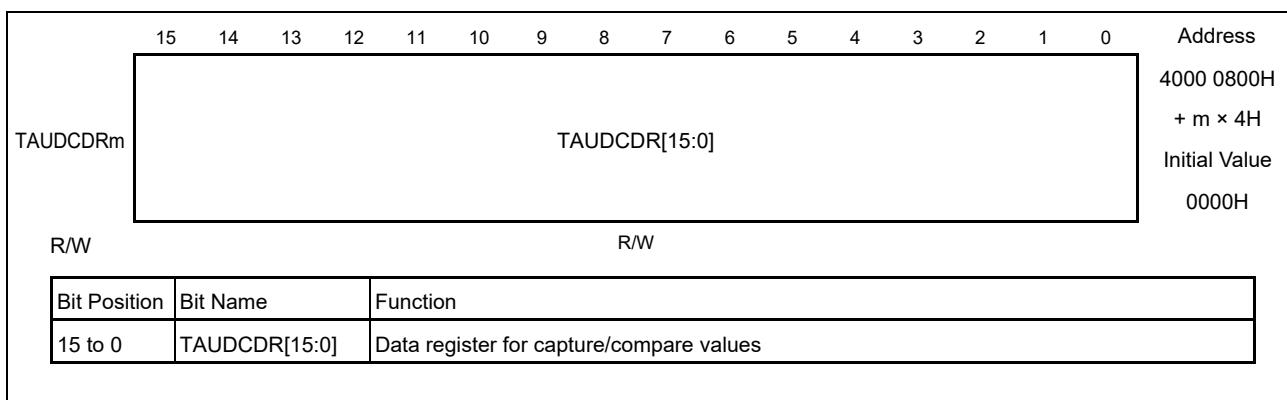 15 14 13 12 11 10 9 8 7 6 5 4 3 2 1 0 Address
4000 0800H
+ m × 4H
TAUDCDRm TAUDCDR[15:0]
Initial Value
0000H
R/W R/W
Bit Position Bit Name Function
15 to 0 TAUDCDR[15:0] Data register for capture/compare values